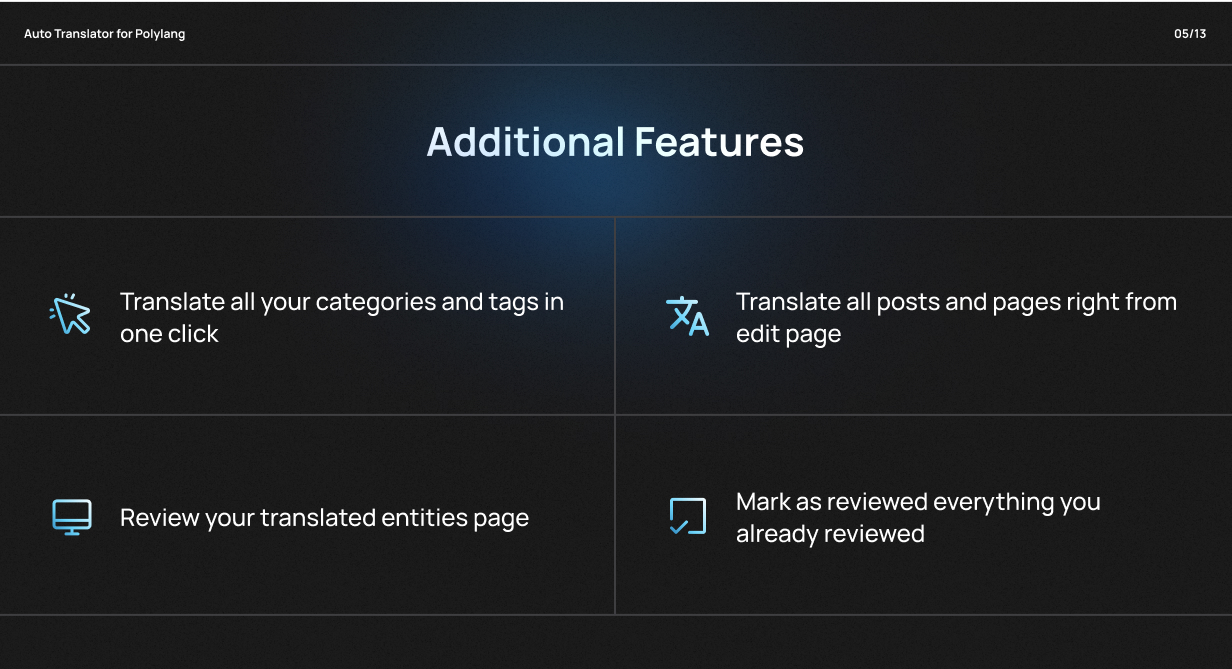 Auto Translator for Polylang
05/13
Additional Features
Translate all your categories and tags in
one click
Translate all posts and pages right from
edit page
Review your translated entities page
Mark as reviewed everything you
already reviewed